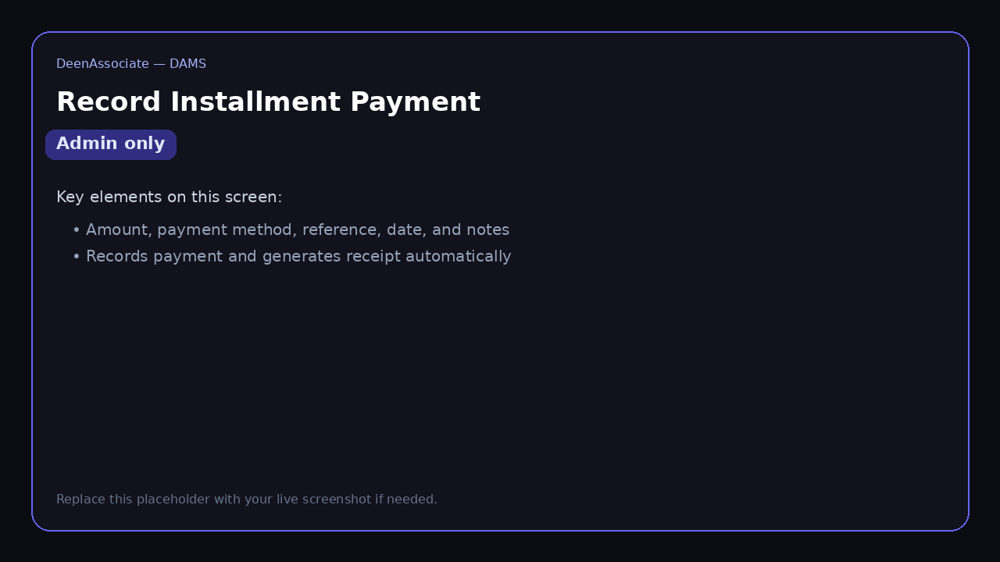 DeenAssociate — DAMS
Record Installment Payment
Admin only
Key elements on this screen:
• Amount, payment method, reference, date, and notes
• Records payment and generates receipt automatically
Replace this placeholder with your live screenshot if needed.